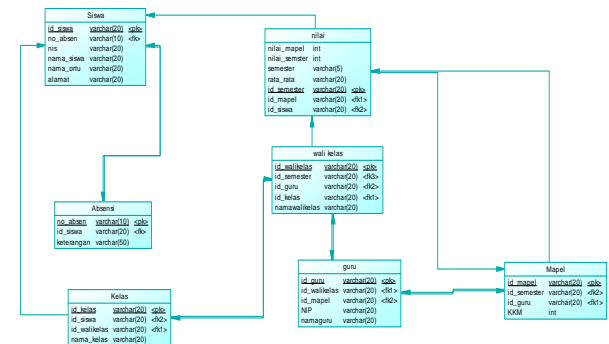 Siswa
id_siswa varchar(20) <pk>
no_absen varchar(10) <fk>
nis varchar(20)
nama_siswa varchar(20)
nama_ortu varchar(20)
alamat varchar(20)
nilai
nilai_mapel int
nilai_semster int
semester varchar(5)
rata_rata varchar(20)
id_semester varchar(20) <pk>
id_mapel varchar(20) <fk1>
id_siswa varchar(20) <fk2>
wali kelas
id_walikelas varchar(20) <pk>
id_semester varchar(20) <fk3>
id_guru varchar(20) <fk2>
id_kelas varchar(20) <fk1>
namawalikelas varchar(20)
Absensi
no_absen varchar(10) <pk>
id_siswa varchar(20) <fk>
keterangan varchar(50)
guru
id_guru varchar(20) <pk>
id_walikelas varchar(20) <fk1>
id_mapel varchar(20) <fk2>
NIP varchar(20)
namaguru varchar(20)
Mapel
id_mapel varchar(20) <pk>
id_semester varchar(20) <fk2>
id_guru varchar(20) <fk1>
KKM int
Kelas
id_kelas varchar(20) <pk>
id_siswa varchar(20) <fk2>
id_walikelas varchar(20) <fk1>
nama_kelas varchar(20)